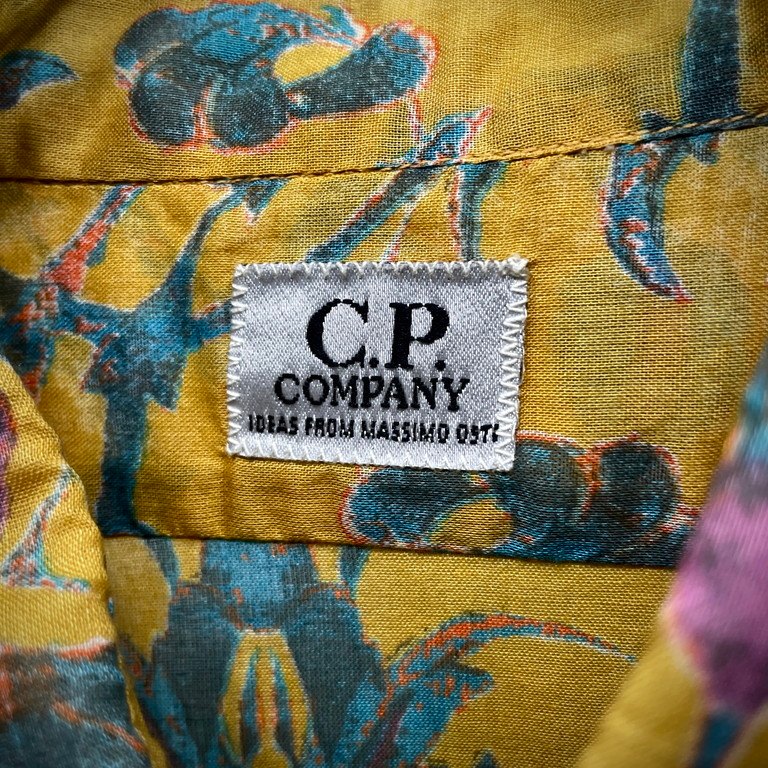 C.P.
COMPANY
IDEAS FROM MASSIMO OSTI